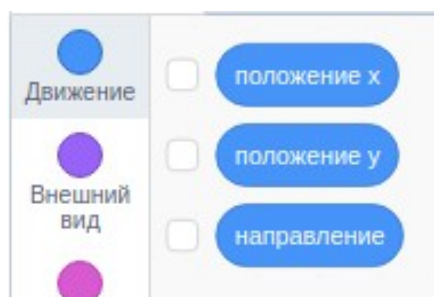 Движение
Внешний
вид
положение x
положение y
направление